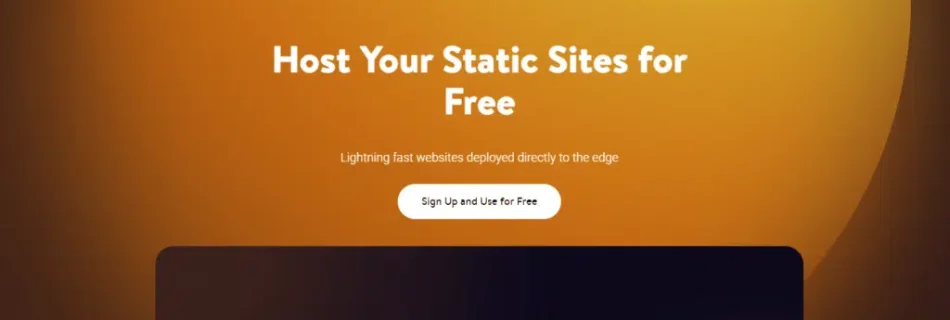 Host Your Static Sites for
Free
Lightning fast websites deployed directly to the edge
Sign Up and Use for Free